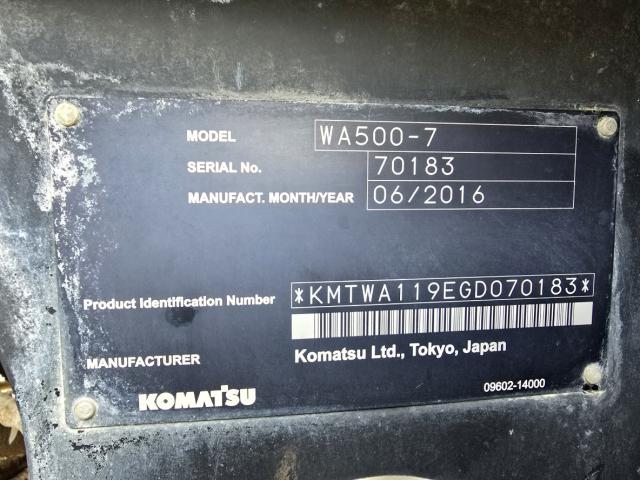 MODEL WA500-7
SERIAL No. 70183
MANUFACT. MONTH/YEAR 06/2016
Product Identification Number *KMTWA119EGD070183*
MANUFACTURER Komatsu Ltd., Tokyo, Japan
KOMATSU 09602-14000